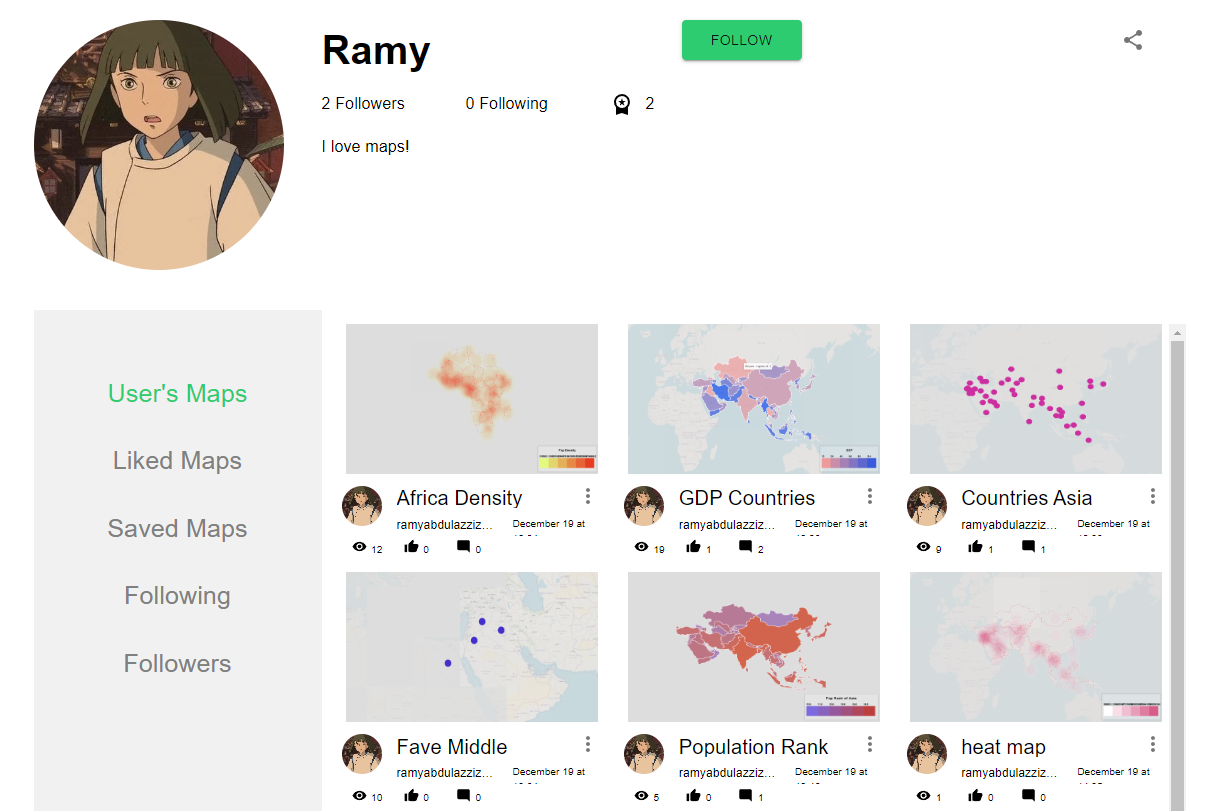 Ramy
FOLLOW
2 Followers 0 Following 2
I love maps!
User's Maps
Liked Maps
Saved Maps
Following
Followers
Africa Density
ramyabdulazziz... December 19 at
12 0 0
GDP Countries
ramyabdulazziz... December 19 at
19 1 2
Countries Asia
ramyabdulazziz... December 19 at
9 1 1
Fave Middle
ramyabdulazziz... December 19 at
10 0 0
Population Rank
ramyabdulazziz... December 19 at
5 0 1
heat map
ramyabdulazziz... December 19 at
1 0 0